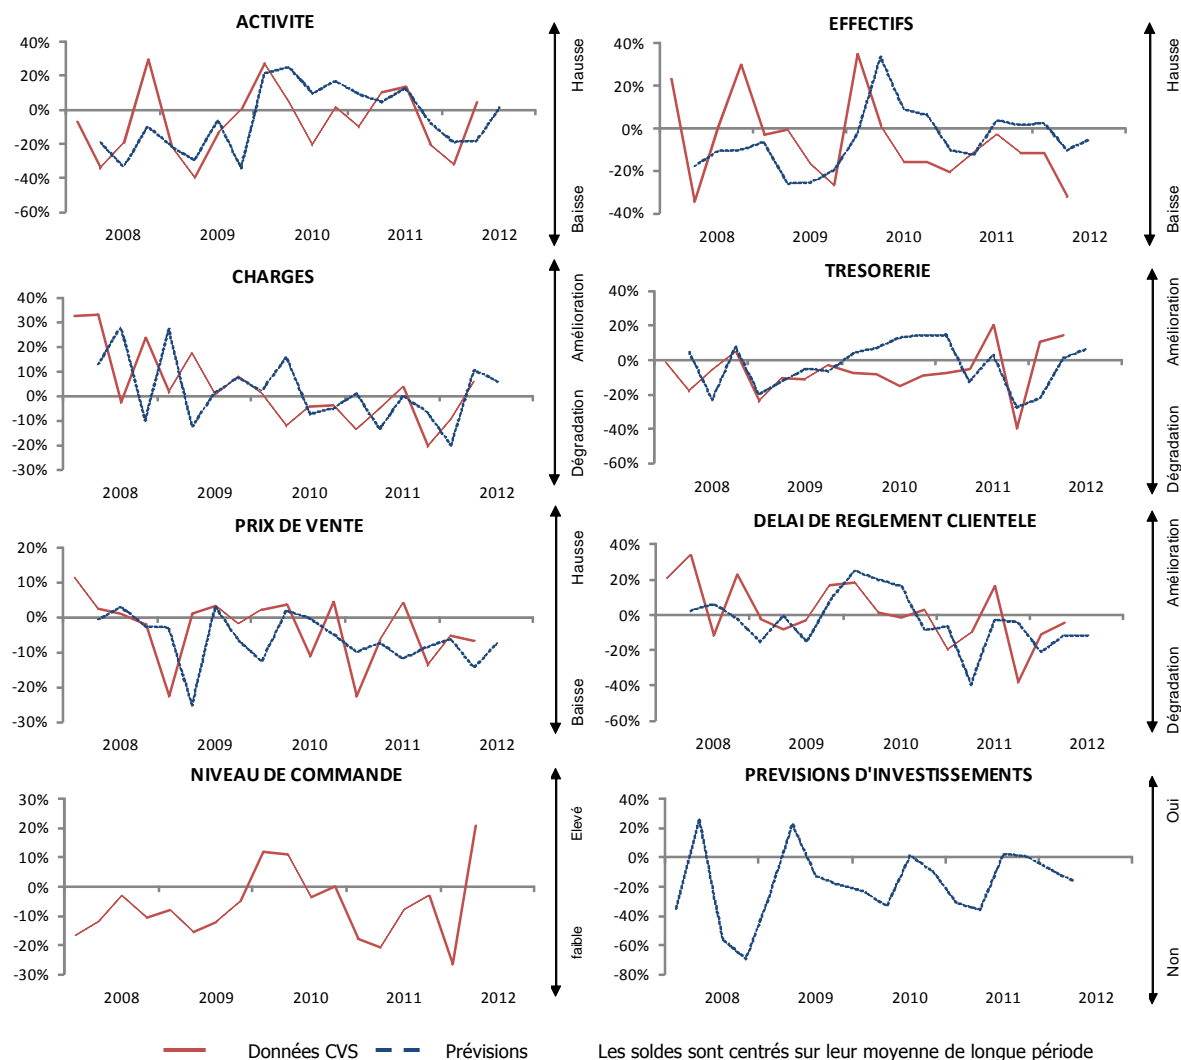 ACTIVITE
40%
20%
0%
-20%
-40%
-60%
2008 2009 2010 2011 2012
Hausse
Baisse
EFFECTIFS
40%
20%
0%
-20%
-40%
2008 2009 2010 2011 2012
Hausse
Baisse
CHARGES
40%
30%
20%
10%
0%
-10%
-20%
-30%
2008 2009 2010 2011 2012
Amélioration
Dégradation
TRESORERIE
40%
20%
0%
-20%
-40%
-60%
2008 2009 2010 2011 2012
Amélioration
Dégradation
PRIX DE VENTE
20%
10%
0%
-10%
-20%
-30%
2008 2009 2010 2011 2012
Hausse
Baisse
DELAI DE REGLEMENT CLIENTELE
40%
20%
0%
-20%
-40%
-60%
2008 2009 2010 2011 2012
Amélioration
Dégradation
NIVEAU DE COMMANDE
30%
20%
10%
0%
-10%
-20%
-30%
2008 2009 2010 2011 2012
Elevé
faible
PREVISIONS D'INVESTISSEMENTS
40%
20%
0%
-20%
-40%
-60%
-80%
2008 2009 2010 2011 2012
Oui
Non
Données CVS Prévisions Les soldes sont centrés sur leur moyenne de longue période